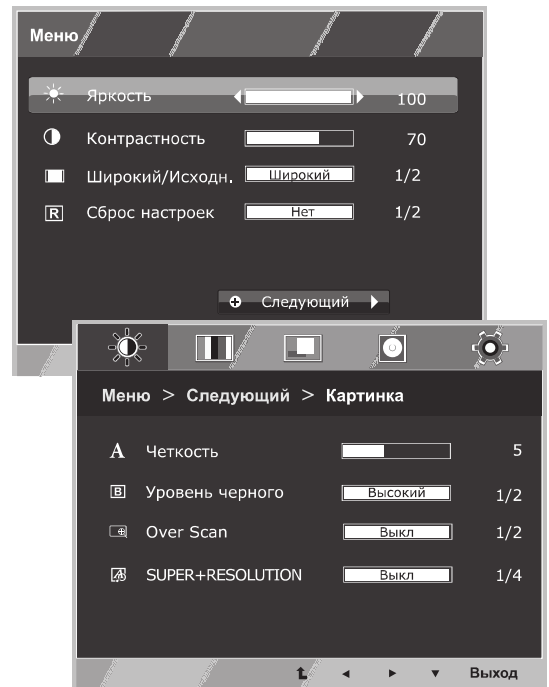 Меню
Яркость 100
Контрастность 70
Широкий/Исходн. Широкий 1/2
R Сброс настроек Нет 1/2
Следующий
Меню > Следующий > Картинка
A Четкость 5
B Уровень черного Высокий 1/2
Over Scan Выкл 1/2
SUPER+RESOLUTION Выкл 1/4
Выход